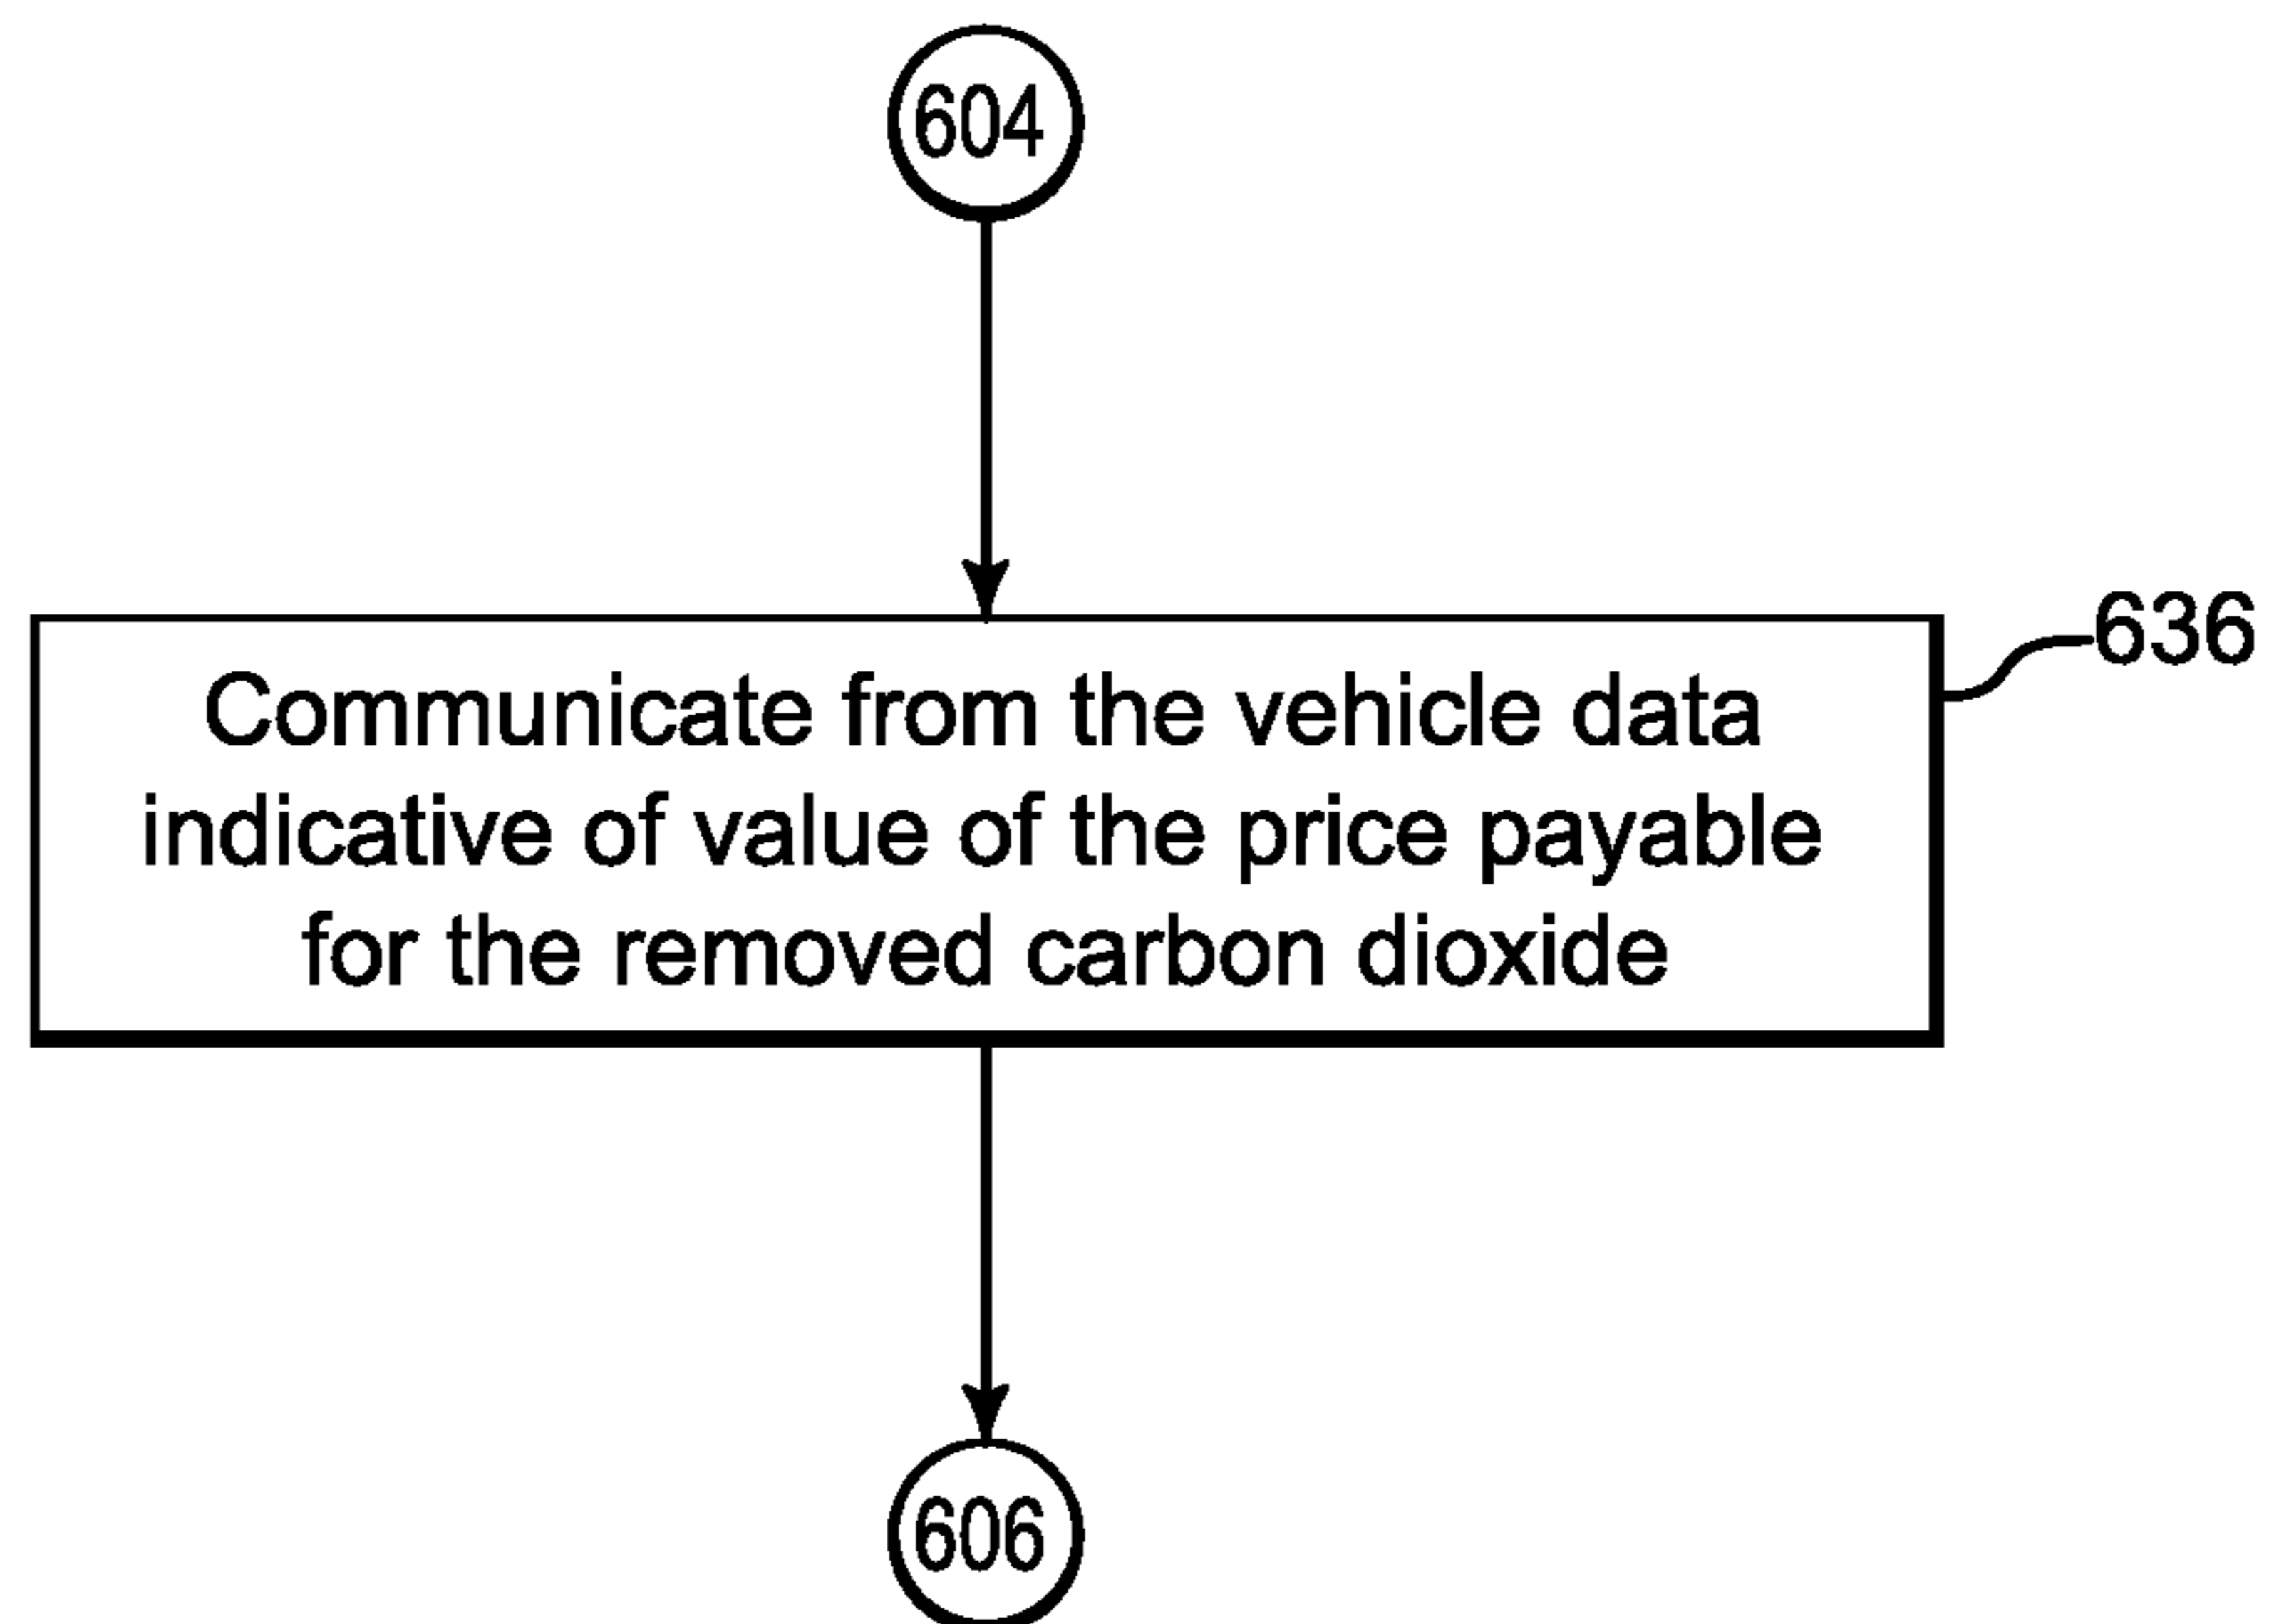 604
636
Communicate from the vehicle data
indicative of value of the price payable
for the removed carbon dioxide
606